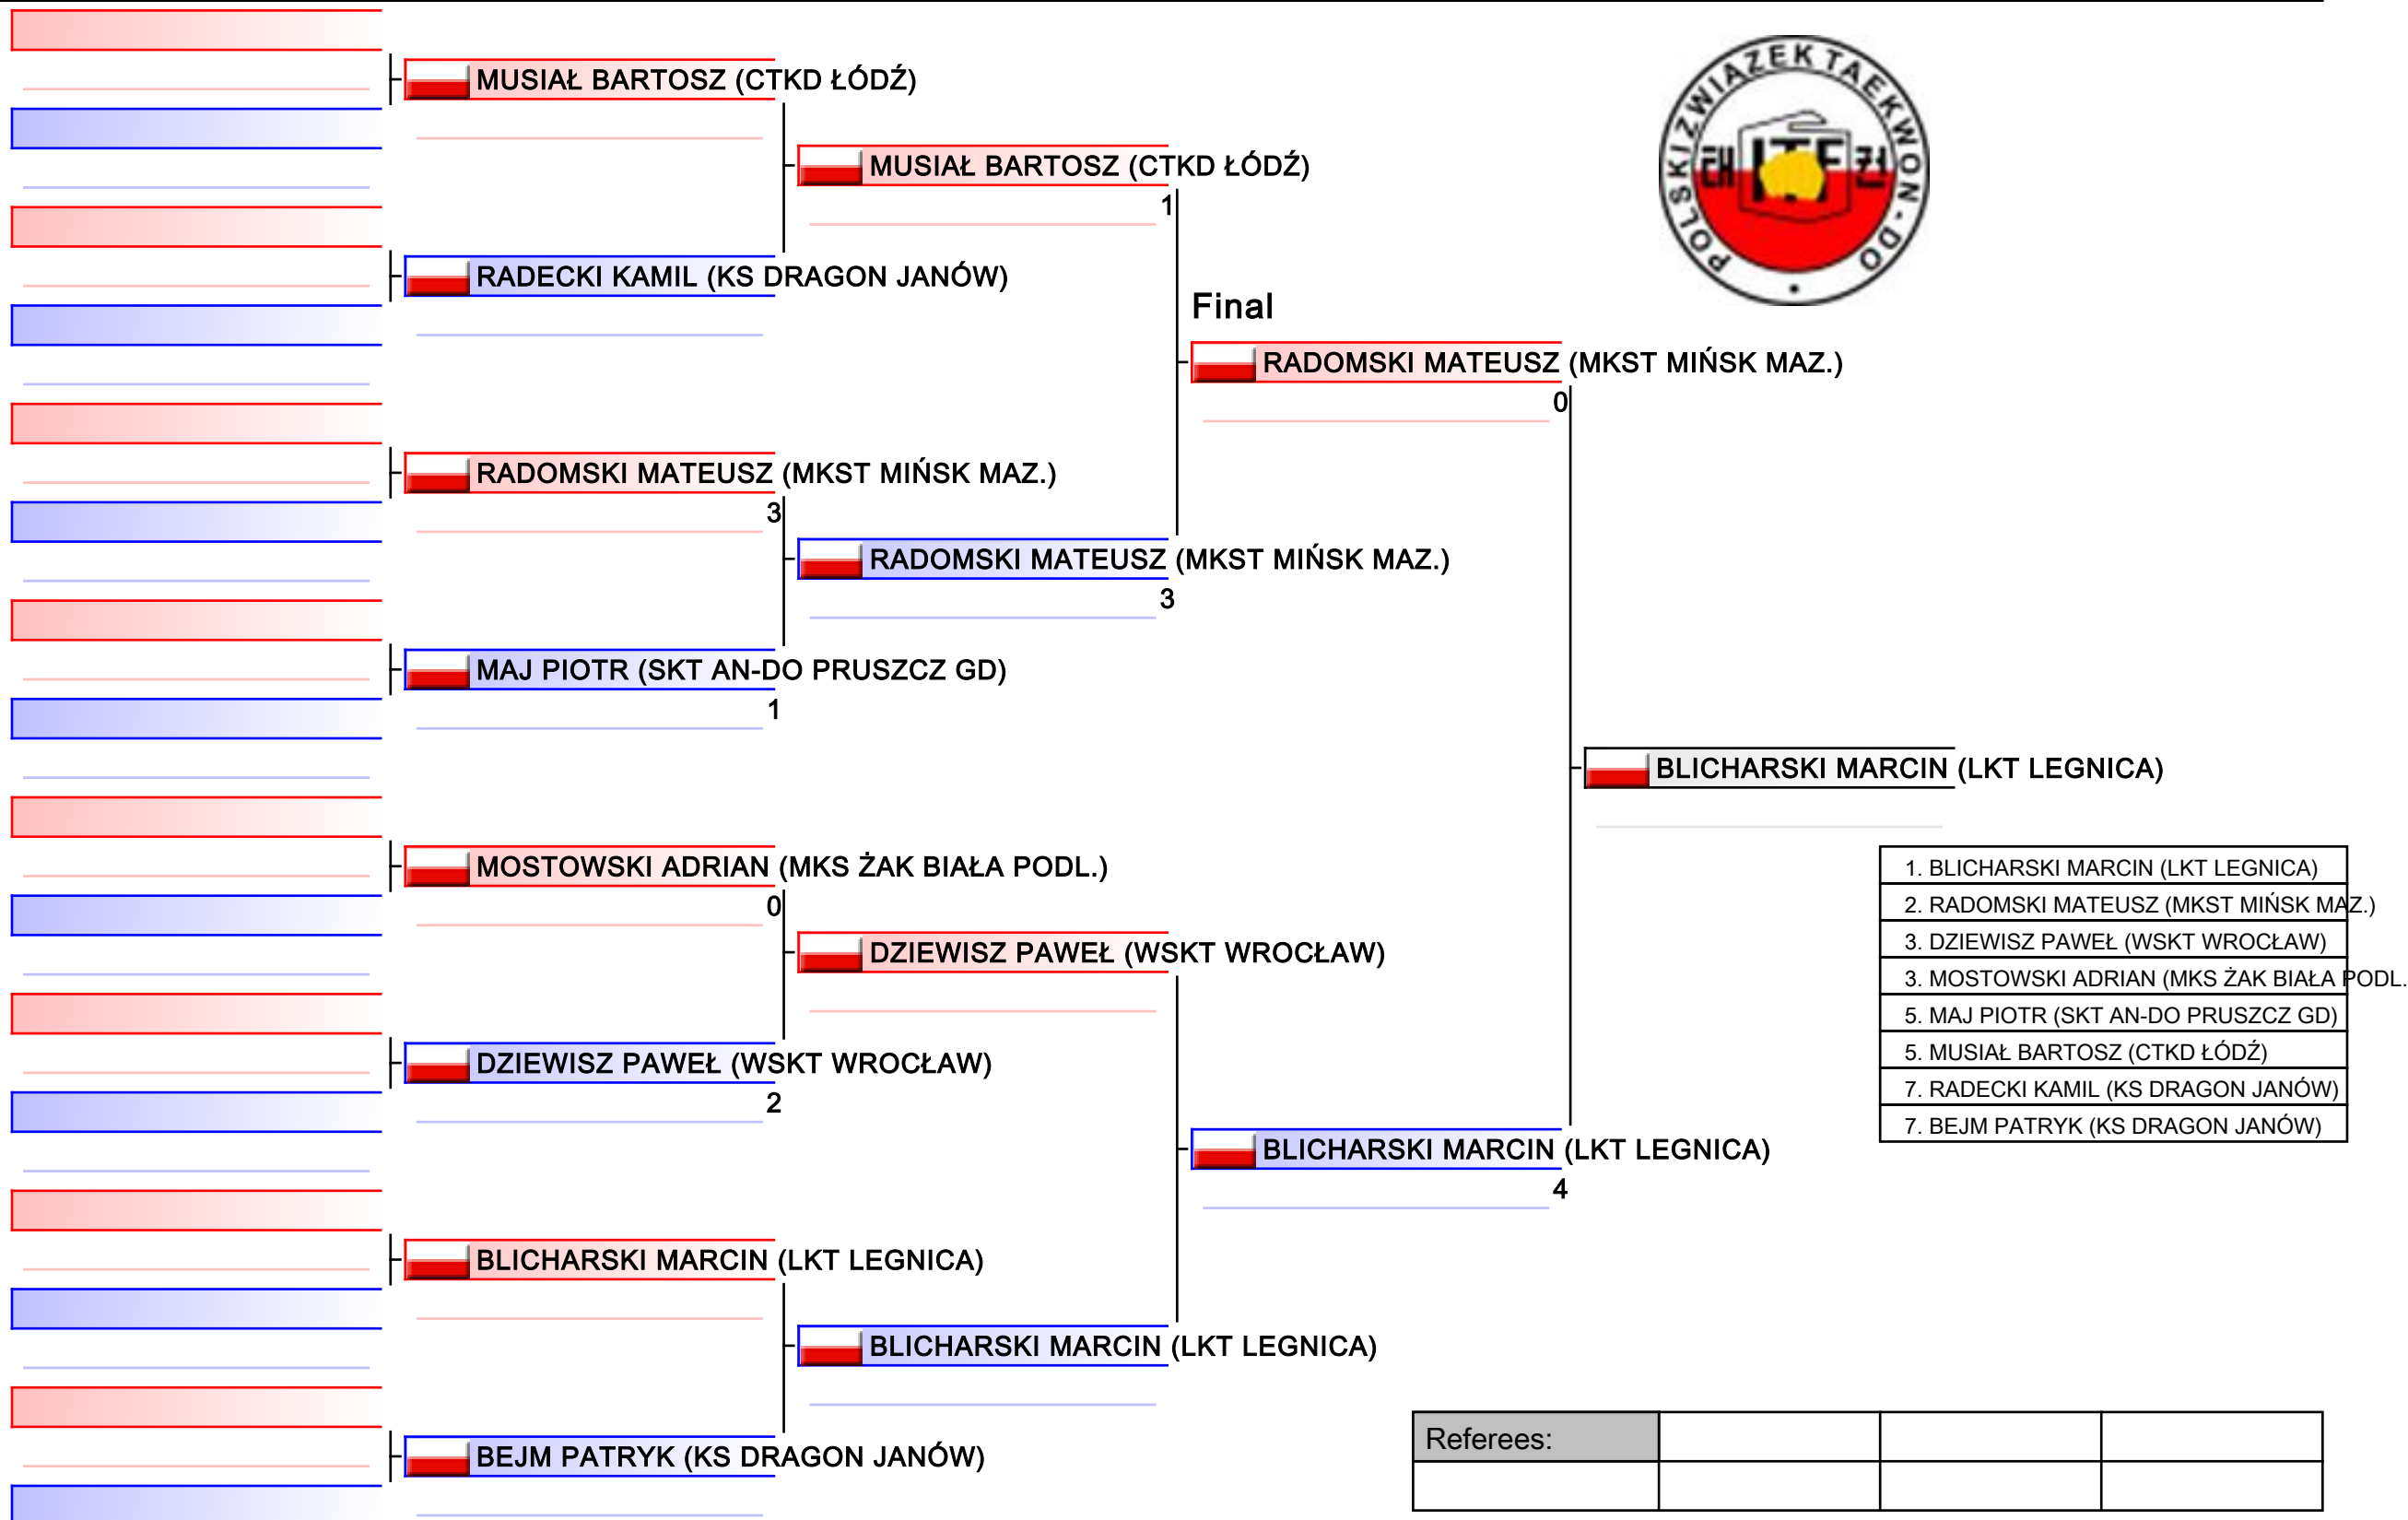 POLSKI ZWIAZEK TAEKWON-DO
ITF
MUSIAŁ BARTOSZ (CTKD ŁÓDŹ)
MUSIAŁ BARTOSZ (CTKD ŁÓDŹ)
1
RADECKI KAMIL (KS DRAGON JANÓW)
Final
RADOMSKI MATEUSZ (MKST MIŃSK MAZ.)
0
RADOMSKI MATEUSZ (MKST MIŃSK MAZ.)
3
RADOMSKI MATEUSZ (MKST MIŃSK MAZ.)
3
MAJ PIOTR (SKT AN-DO PRUSZCZ GD)
1
BLICHARSKI MARCIN (LKT LEGNICA)
MOSTOWSKI ADRIAN (MKS ŻAK BIAŁA PODL.)
0
DZIEWISZ PAWEŁ (WSKT WROCŁAW)
DZIEWISZ PAWEŁ (WSKT WROCŁAW)
2
BLICHARSKI MARCIN (LKT LEGNICA)
4
BLICHARSKI MARCIN (LKT LEGNICA)
BLICHARSKI MARCIN (LKT LEGNICA)
BEJM PATRYK (KS DRAGON JANÓW)
1. BLICHARSKI MARCIN (LKT LEGNICA)
2. RADOMSKI MATEUSZ (MKST MIŃSK MAZ.)
3. DZIEWISZ PAWEŁ (WSKT WROCŁAW)
3. MOSTOWSKI ADRIAN (MKS ŻAK BIAŁA PODL.
5. MAJ PIOTR (SKT AN-DO PRUSZCZ GD)
5. MUSIAŁ BARTOSZ (CTKD ŁÓDŹ)
7. RADECKI KAMIL (KS DRAGON JANÓW)
7. BEJM PATRYK (KS DRAGON JANÓW)
Referees: